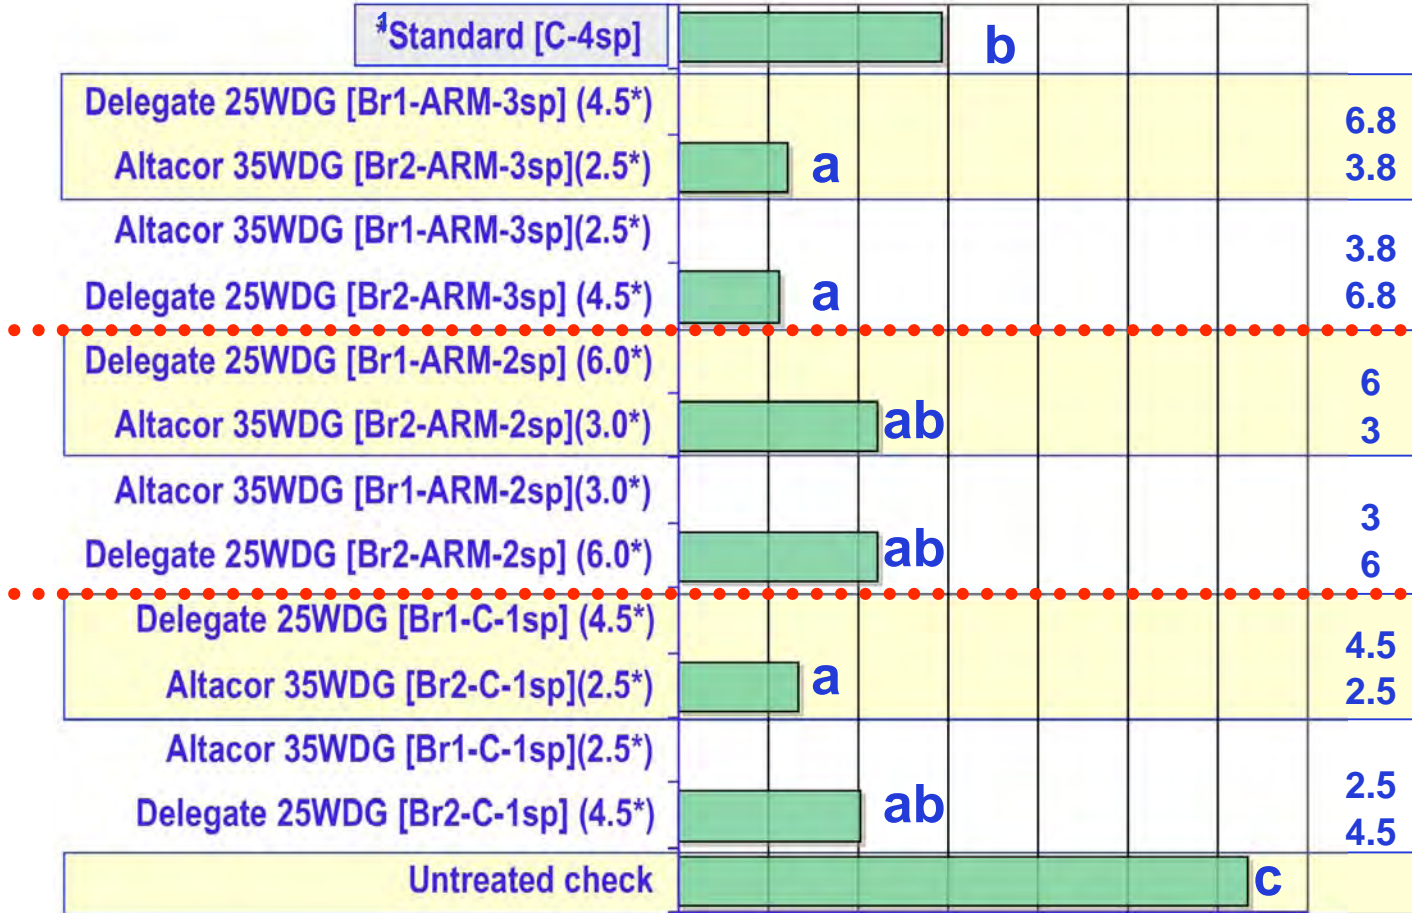 Standard [C-4sp]
b
Delegate 25WDG [Br1-ARM-3sp] (4.5*)
6.8
Altacor 35WDG [Br2-ARM-3sp](2.5*)
a
3.8
Altacor 35WDG [Br1-ARM-3sp](2.5*)
3.8
Delegate 25WDG [Br2-ARM-3sp] (4.5*)
a
6.8
Delegate 25WDG [Br1-ARM-2sp] (6.0*)
6
Altacor 35WDG [Br2-ARM-2sp](3.0*)
ab
3
Altacor 35WDG [Br1-ARM-2sp](3.0*)
3
Delegate 25WDG [Br2-ARM-2sp] (6.0*)
ab
6
Delegate 25WDG [Br1-C-1sp] (4.5*)
4.5
Altacor 35WDG [Br2-C-1sp](2.5*)
a
2.5
Altacor 35WDG [Br1-C-1sp](2.5*)
2.5
Delegate 25WDG [Br2-C-1sp] (4.5*)
ab
4.5
Untreated check
c